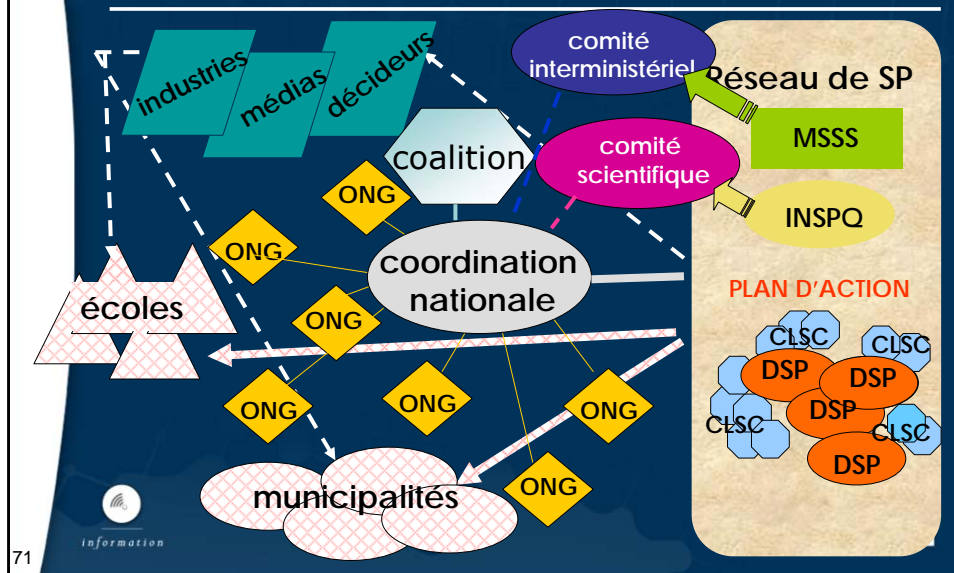 industries
médias
décideurs
comité
interministériel
Réseau de SP
MSSS
coalition
comité
scientifique
INSPQ
ONG
ONG
coordination
nationale
PLAN D'ACTION
écoles
ONG
CLSC
CLSC
DSP
DSP
ONG
ONG
ONG
DSP
CLSC
CLSC
DSP
ONG
municipalités
information
71